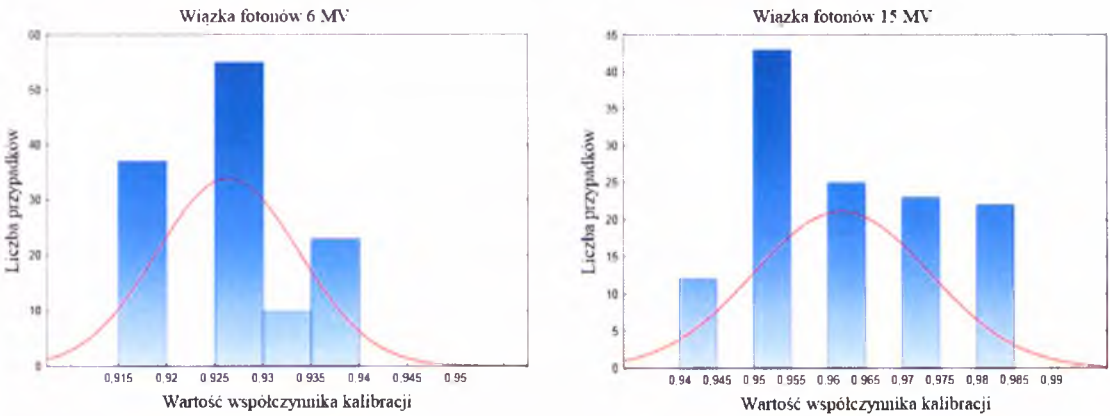 Wiązka fotonów 6 MV
Liczba przypadków
60
50
40
30
20
10
0
0,915 0,92 0,925 0,93 0,935 0,94 0,945 0,95
Wartość współczynnika kalibracji
Wiązka fotonów 15 MV
Liczba przypadków
45
40
35
30
25
20
15
10
5
0
0,94 0,945 0,95 0,955 0,96 0,965 0,97 0,975 0,98 0,985 0,99
Wartość współczynnika kalibracji